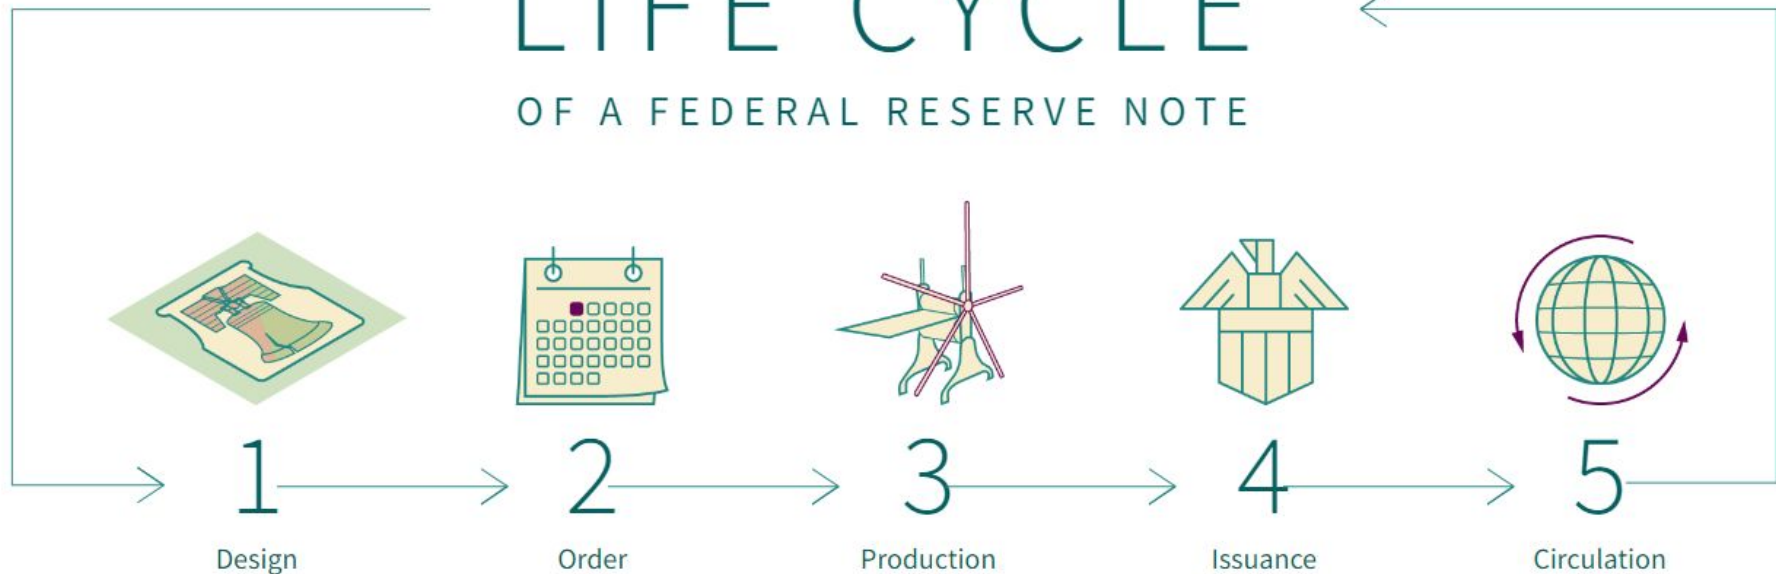 LIFE CYCLE
OF A FEDERAL RESERVE NOTE
1 2 3 4 5
Design Order Production Issuance Circulation